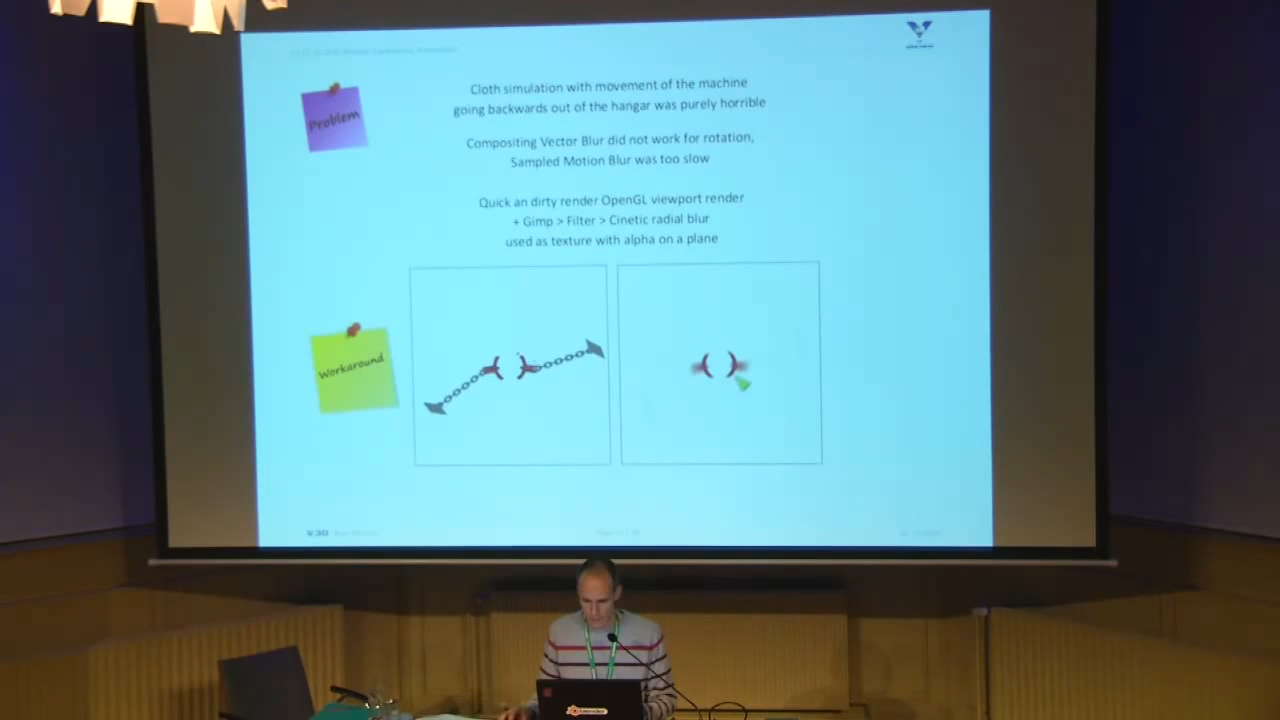 Problem
Cloth simulation with movement of the machine
going backwards out of the hangar was purely horrible
Compositing Vector Blur did not work for rotation,
Sampled Motion Blur was too slow
Quick an dirty render OpenGL viewport render
+ Gimp > Filter > Cinetic radial blur
used as texture with alpha on a plane
Workaround
V.3D
blender